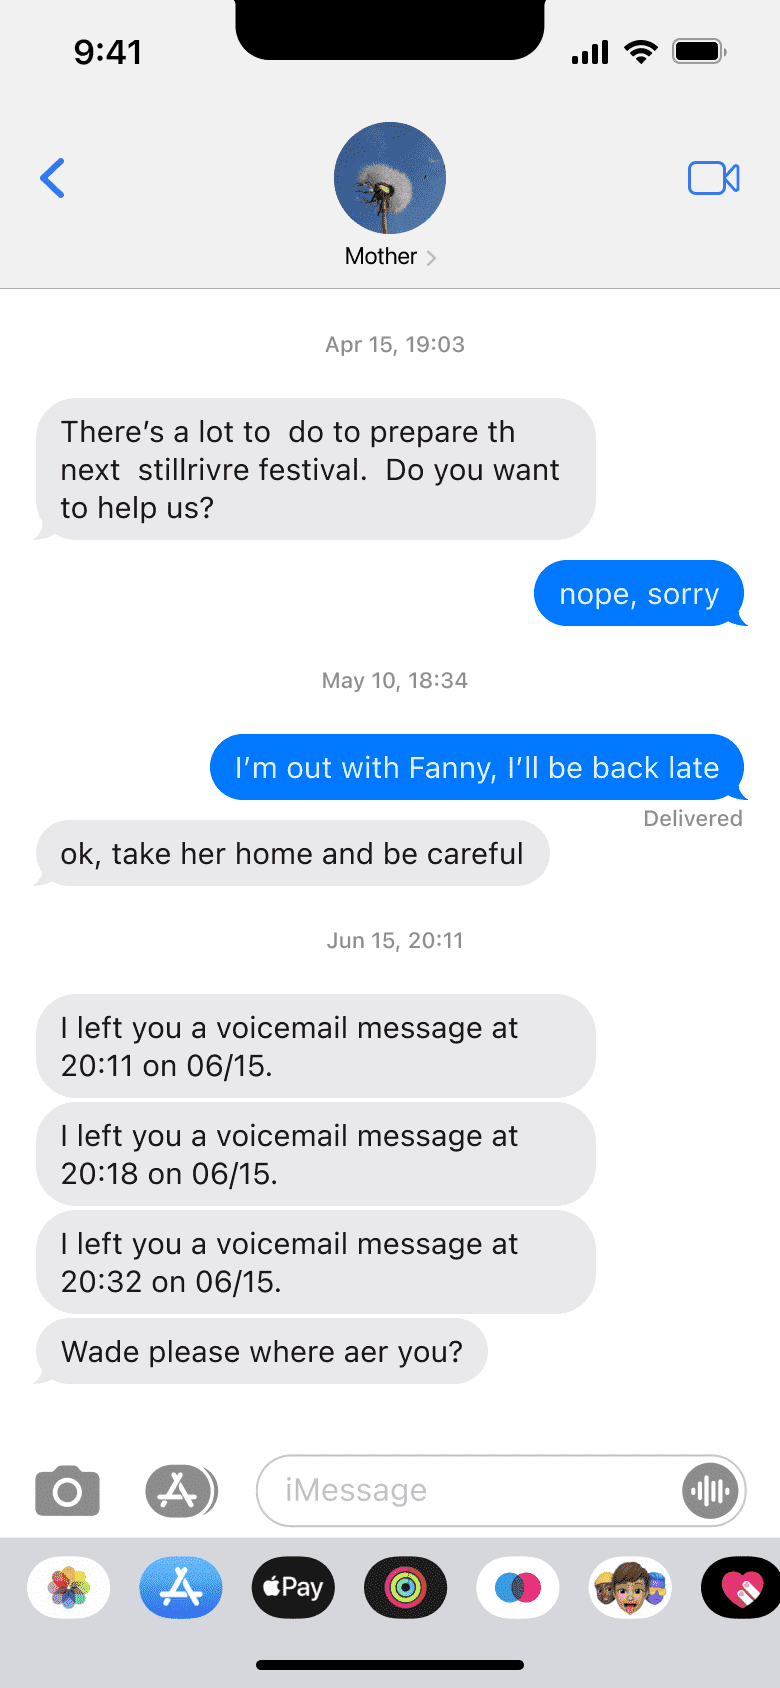 9:41
Mother
Apr 15, 19:03
There’s a lot to  do to prepare th
next  stillrivre festival.  Do you want
to help us?
nope, sorry
May 10, 18:34
I’m out with Fanny, I’ll be back late
Delivered
ok, take her home and be careful
Jun 15, 20:11
I left you a voicemail message at
20:11 on 06/15.
I left you a voicemail message at
20:18 on 06/15.
I left you a voicemail message at
20:32 on 06/15.
Wade please where aer you?
iMessage
Pay